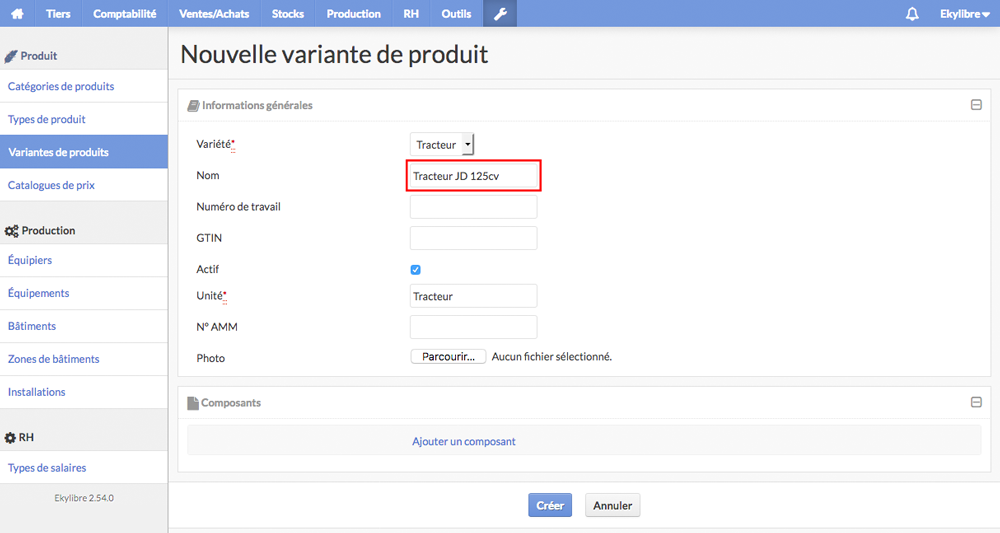 Tiers Comptabilité Ventes/Achats Stocks Production RH Outils Ekylibre
Produit
Catégories de produits
Types de produit
Variantes de produits
Catalogues de prix
Production
Équipiers
Équipements
Bâtiments
Zones de bâtiments
Installations
RH
Types de salaires
Ekylibre 2.54.0
Nouvelle variante de produit
Informations générales
Variété* Tracteur
Nom Tracteur JD 125cv
Numéro de travail
GTIN
Actif
Unité* Tracteur
N° AMM
Photo Parcourir... Aucun fichier sélectionné.
Composants
Ajouter un composant
Créer Annuler